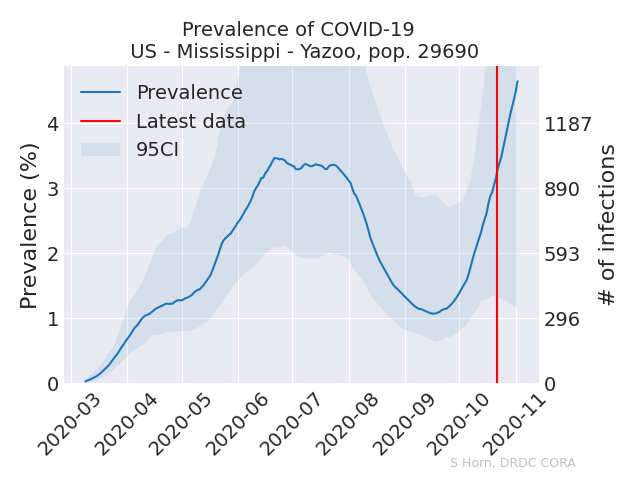 Prevalence of COVID-19
US - Mississippi - Yazoo, pop. 29690
Prevalence
Latest data
95CI
Prevalence (%)
4
3
2
1
0
1187
890
593
296
0
# of infections
2020-03
2020-04
2020-05
2020-06
2020-07
2020-08
2020-09
2020-10
2020-11
S Horn, DRDC CORA